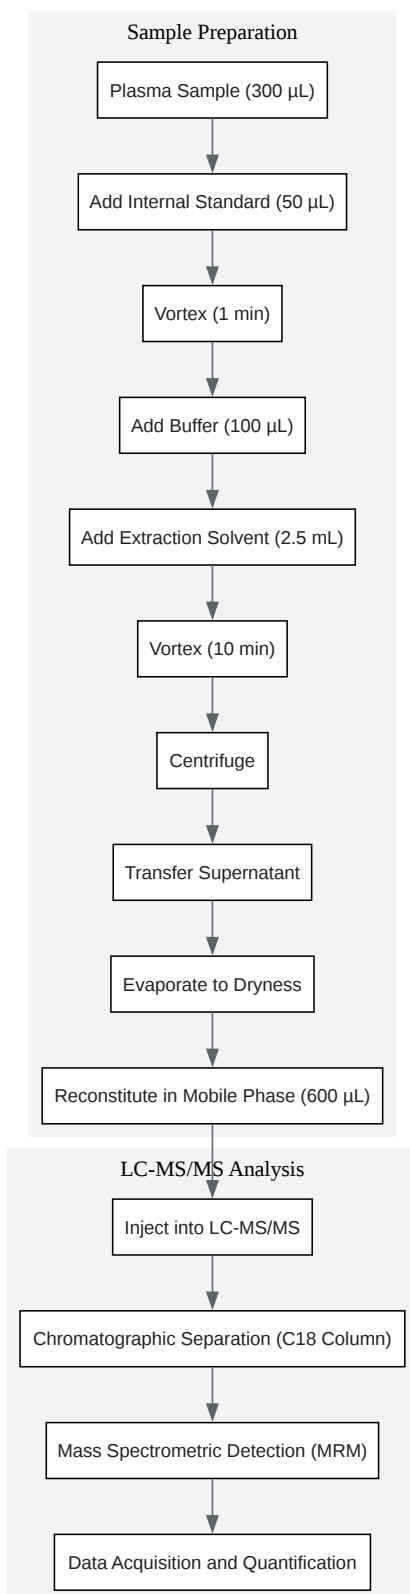 Sample Preparation
Plasma Sample (300 µL)
Add Internal Standard (50 µL)
Vortex (1 min)
Add Buffer (100 µL)
Add Extraction Solvent (2.5 mL)
Vortex (10 min)
Centrifuge
Transfer Supernatant
Evaporate to Dryness
Reconstitute in Mobile Phase (600 µL)
LC-MS/MS Analysis
Inject into LC-MS/MS
Chromatographic Separation (C18 Column)
Mass Spectrometric Detection (MRM)
Data Acquisition and Quantification